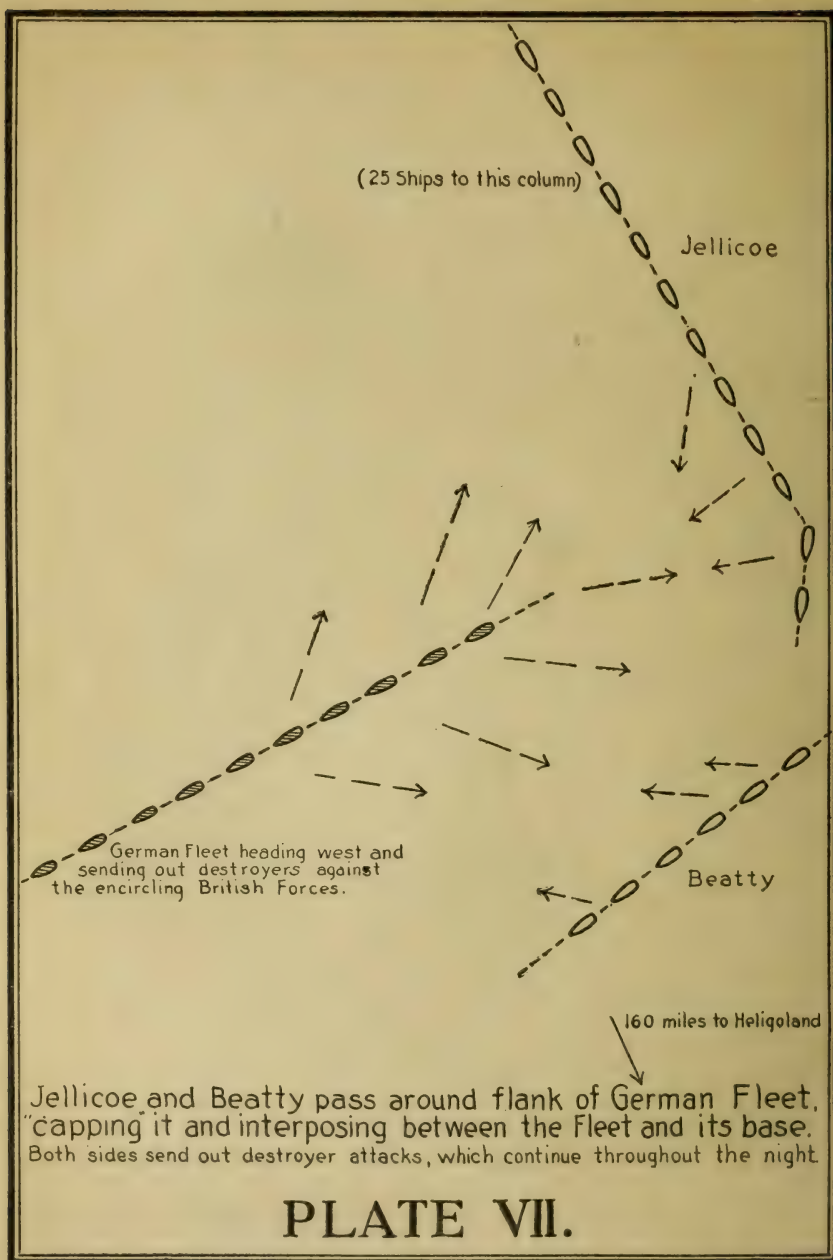 (25 Ships to this column)
Jellicoe
German Fleet heading west and
sending out destroyers against
the encircling British Forces.
Beatty
160 miles to Heligoland
Jellicoe and Beatty pass around flank of German Fleet,
"capping" it and interposing between the Fleet and its base.
Both sides send out destroyer attacks, which continue throughout the night.
PLATE VII.